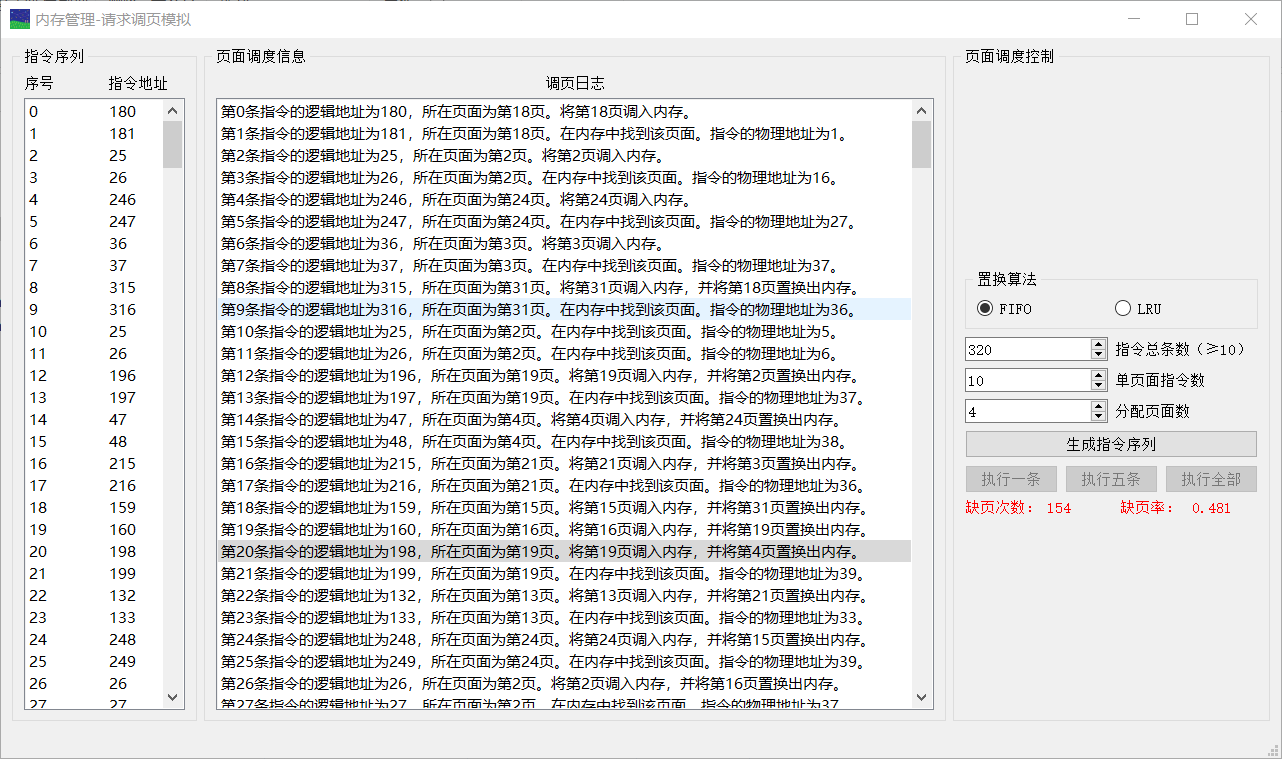 内存管理-请求调页模拟
指令序列
序号 指令地址
0 180
1 181
2 25
3 26
4 246
5 247
6 36
7 37
8 315
9 316
10 25
11 26
12 196
13 197
14 47
15 48
16 215
17 216
18 159
19 160
20 198
21 199
22 132
23 133
24 248
25 249
26 26
27 27
页面调度信息
调页日志
第0条指令的逻辑地址为180，所在页面为第18页。将第18页调入内存。
第1条指令的逻辑地址为181，所在页面为第18页。在内存中找到该页面。指令的物理地址为1。
第2条指令的逻辑地址为25，所在页面为第2页。将第2页调入内存。
第3条指令的逻辑地址为26，所在页面为第2页。在内存中找到该页面。指令的物理地址为16。
第4条指令的逻辑地址为246，所在页面为第24页。将第24页调入内存。
第5条指令的逻辑地址为247，所在页面为第24页。在内存中找到该页面。指令的物理地址为27。
第6条指令的逻辑地址为36，所在页面为第3页。将第3页调入内存。
第7条指令的逻辑地址为37，所在页面为第3页。在内存中找到该页面。指令的物理地址为37。
第8条指令的逻辑地址为315，所在页面为第31页。将第31页调入内存，并将第18页置换出内存。
第9条指令的逻辑地址为316，所在页面为第31页。在内存中找到该页面。指令的物理地址为36。
第10条指令的逻辑地址为25，所在页面为第2页。在内存中找到该页面。指令的物理地址为5。
第11条指令的逻辑地址为26，所在页面为第2页。在内存中找到该页面。指令的物理地址为6。
第12条指令的逻辑地址为196，所在页面为第19页。将第19页调入内存，并将第2页置换出内存。
第13条指令的逻辑地址为197，所在页面为第19页。在内存中找到该页面。指令的物理地址为37。
第14条指令的逻辑地址为47，所在页面为第4页。将第4页调入内存，并将第24页置换出内存。
第15条指令的逻辑地址为48，所在页面为第4页。在内存中找到该页面。指令的物理地址为38。
第16条指令的逻辑地址为215，所在页面为第21页。将第21页调入内存，并将第3页置换出内存。
第17条指令的逻辑地址为216，所在页面为第21页。在内存中找到该页面。指令的物理地址为36。
第18条指令的逻辑地址为159，所在页面为第15页。将第15页调入内存，并将第31页置换出内存。
第19条指令的逻辑地址为160，所在页面为第16页。将第16页调入内存，并将第19页置换出内存。
第20条指令的逻辑地址为198，所在页面为第19页。将第19页调入内存，并将第4页置换出内存。
第21条指令的逻辑地址为199，所在页面为第19页。在内存中找到该页面。指令的物理地址为39。
第22条指令的逻辑地址为132，所在页面为第13页。将第13页调入内存，并将第21页置换出内存。
第23条指令的逻辑地址为133，所在页面为第13页。在内存中找到该页面。指令的物理地址为33。
第24条指令的逻辑地址为248，所在页面为第24页。将第24页调入内存，并将第15页置换出内存。
第25条指令的逻辑地址为249，所在页面为第24页。在内存中找到该页面。指令的物理地址为39。
第26条指令的逻辑地址为26，所在页面为第2页。将第2页调入内存，并将第16页置换出内存。
第27条指令的逻辑地址为27，所在页面为第2页。在内存中找到该页面。指令的物理地址为37
页面调度控制
置换算法
FIFO LRU
320 指令总条数（≥10）
10 单页面指令数
4 分配页面数
生成指令序列
执行一条 执行五条 执行全部
缺页次数： 154 缺页率： 0.481